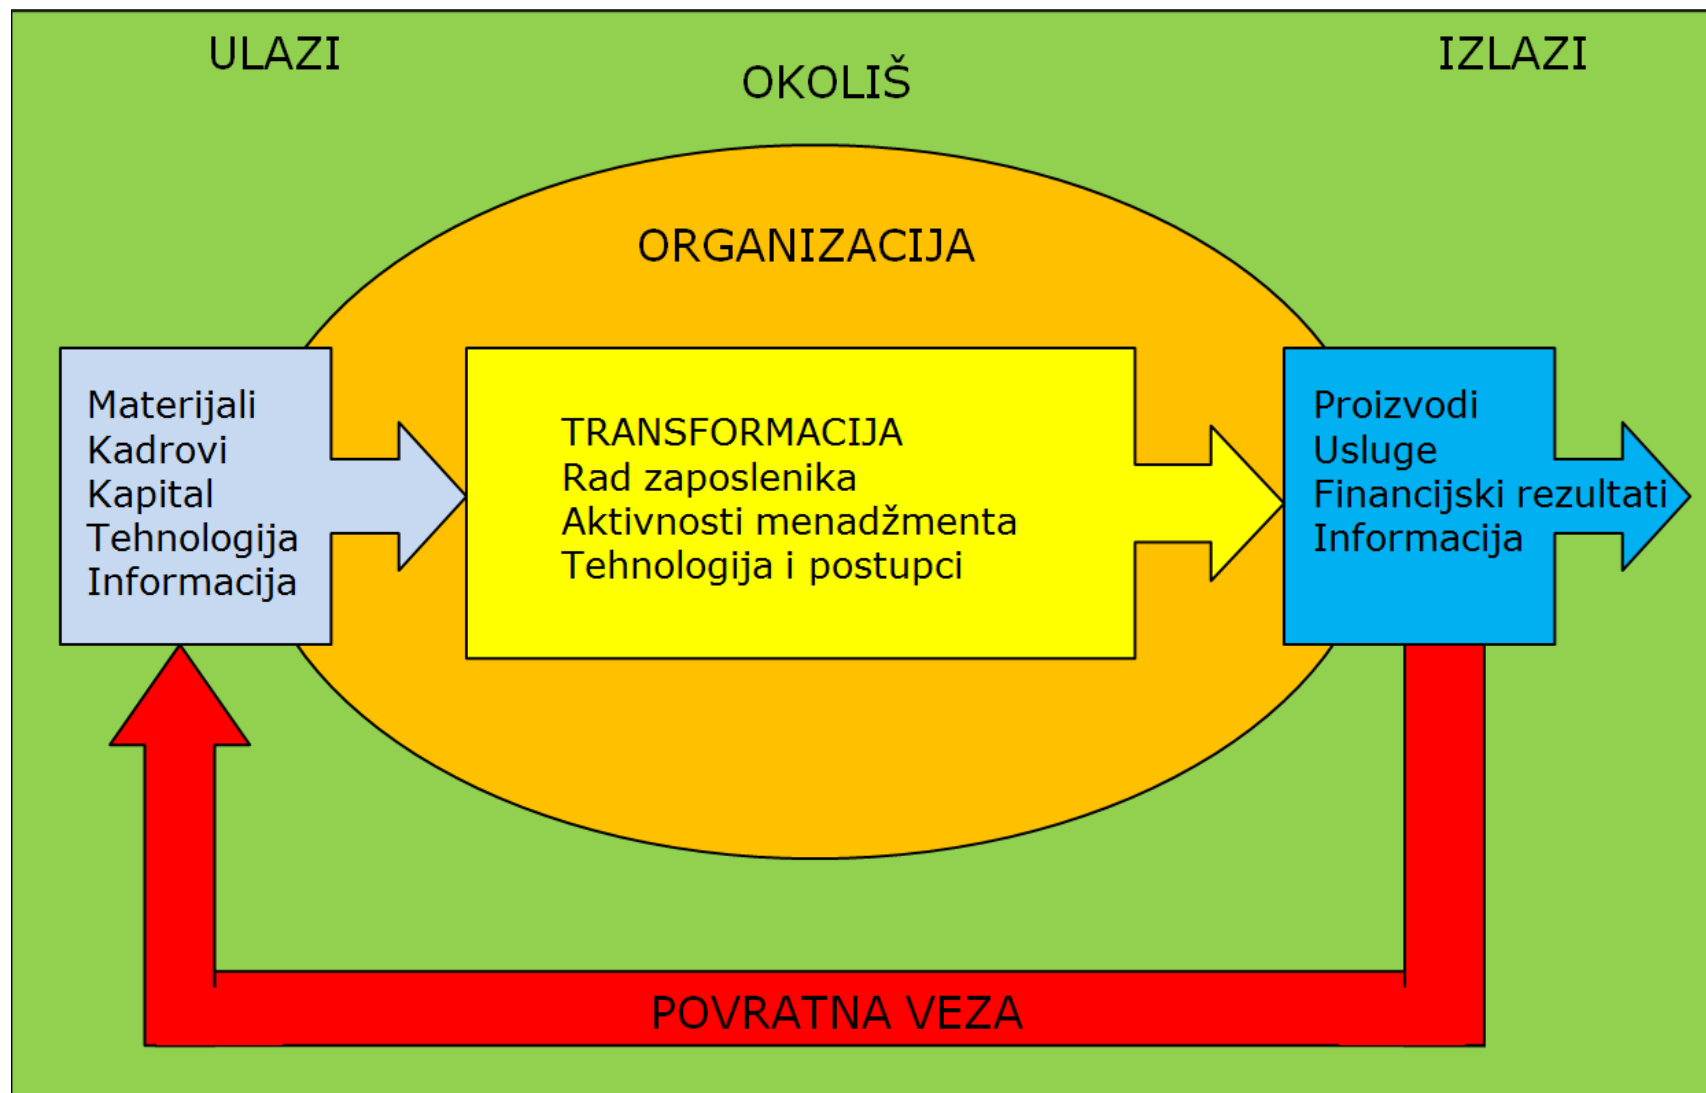 ULAZI
OKOLIŠ
IZLAZI
ORGANIZACIJA
Materijali
Kadrovi
Kapital
Tehnologija
Informacija
TRANSFORMACIJA
Rad zaposlenika
Aktivnosti menadžmenta
Tehnologija i postupci
Proizvodi
Usluge
Financijski rezultati
Informacija
POVRATNA VEZA